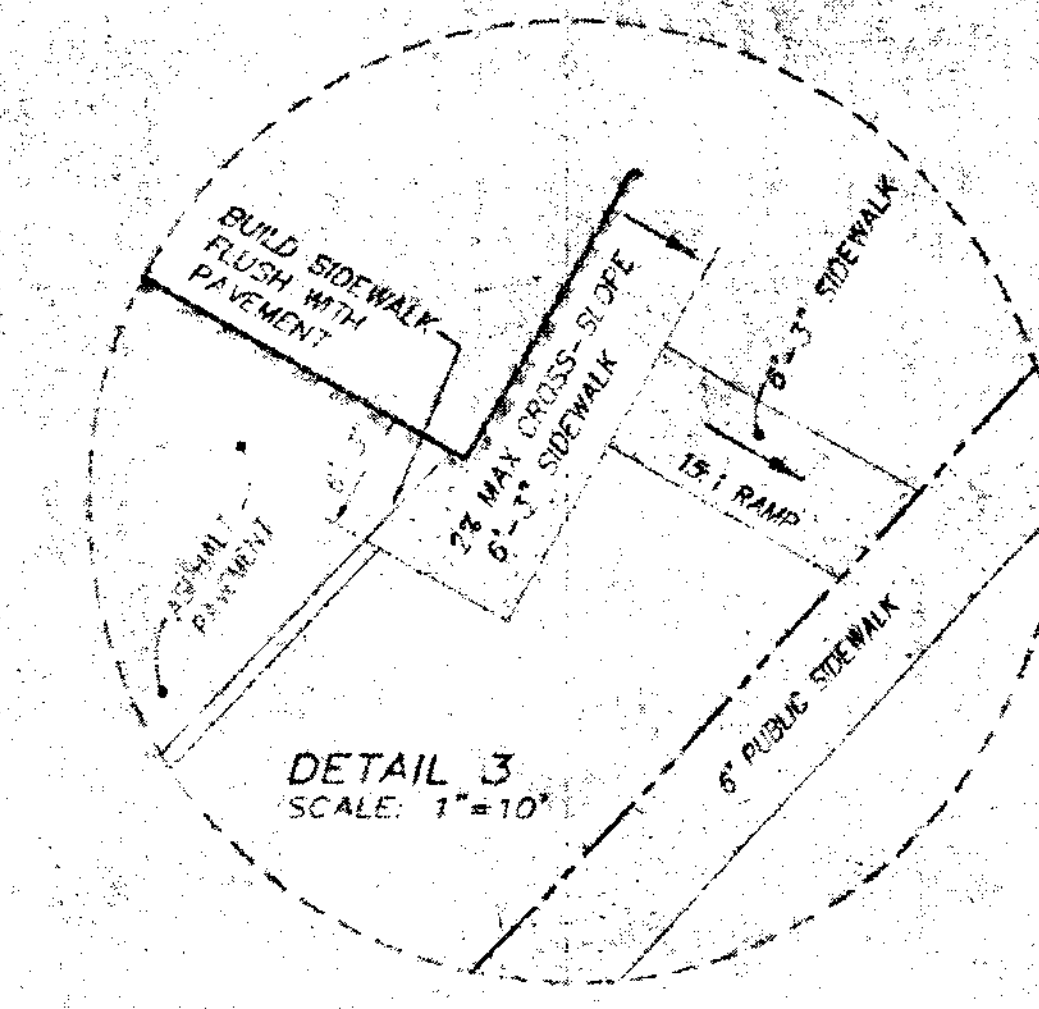 BUILD SIDEWALK
FLUSH WITH
PAVEMENT
2% MAX CROSS-SLOPE
6'-3" SIDEWALK
6'-3" SIDEWALK
15:1 RAMP
ASPHALT
PAVEMENT
6' PUBLIC SIDEWALK
DETAIL 3
SCALE: 1"=10'